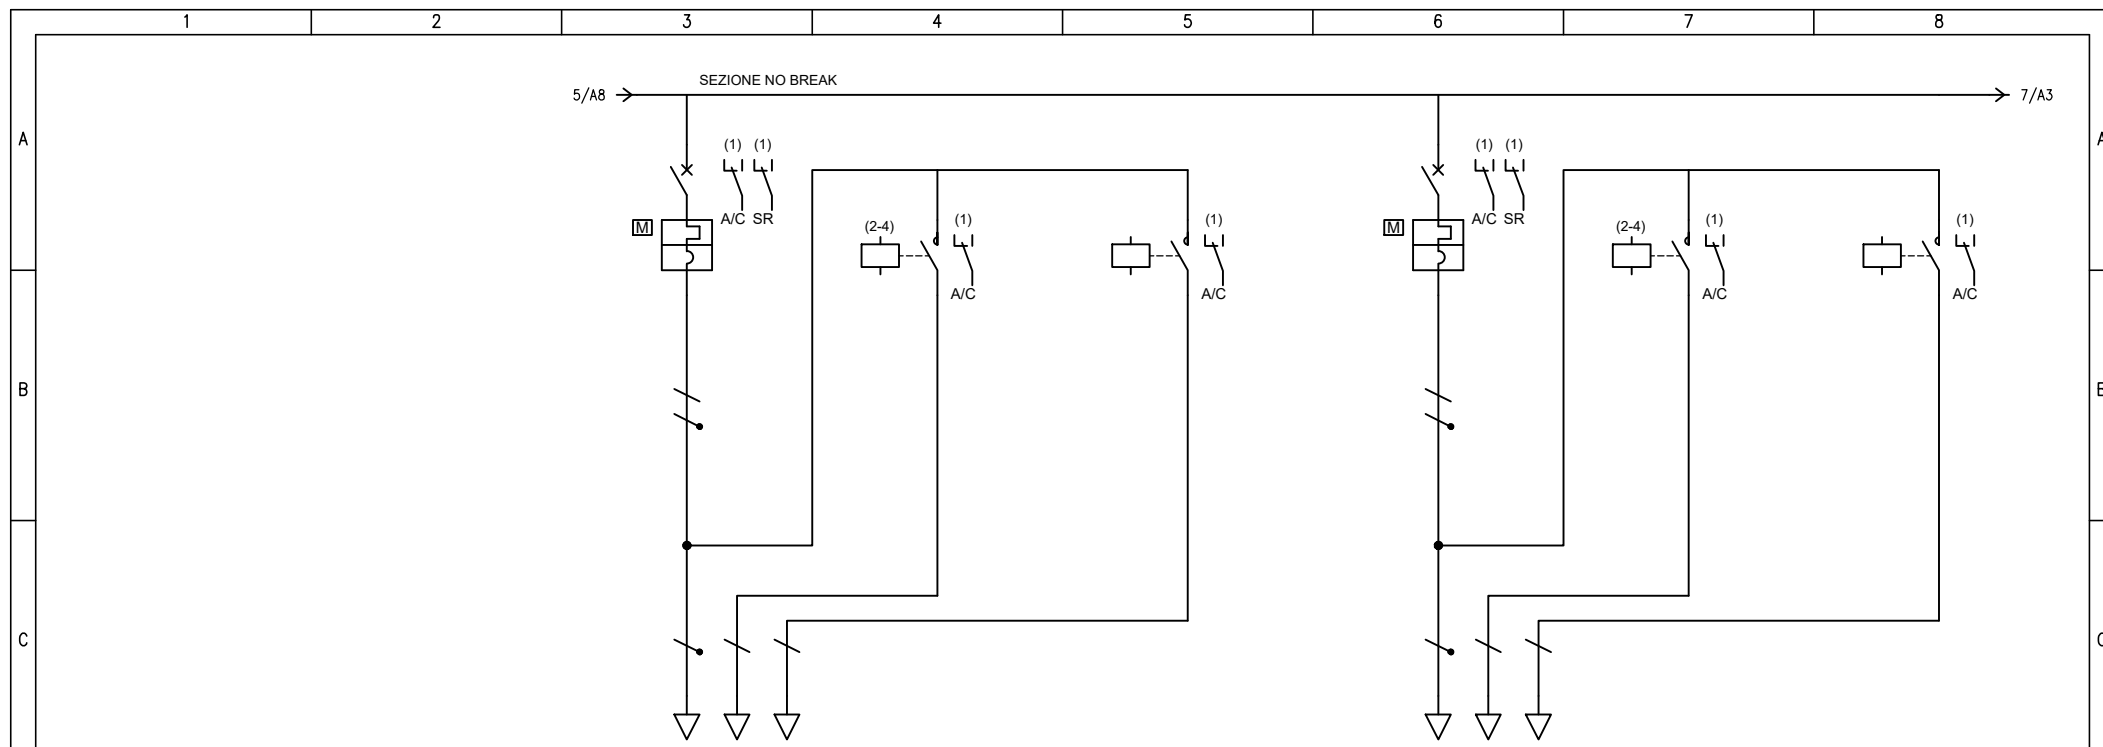 1 2 3 4 5 6 7 8
SEZIONE NO BREAK
5/A8 7/A3
A A
(1) (1) (1) (1)
A/C SR A/C SR
M (2-4) (1) (1) M (2-4) (1) (1)
A/C A/C A/C A/C
B B
C C